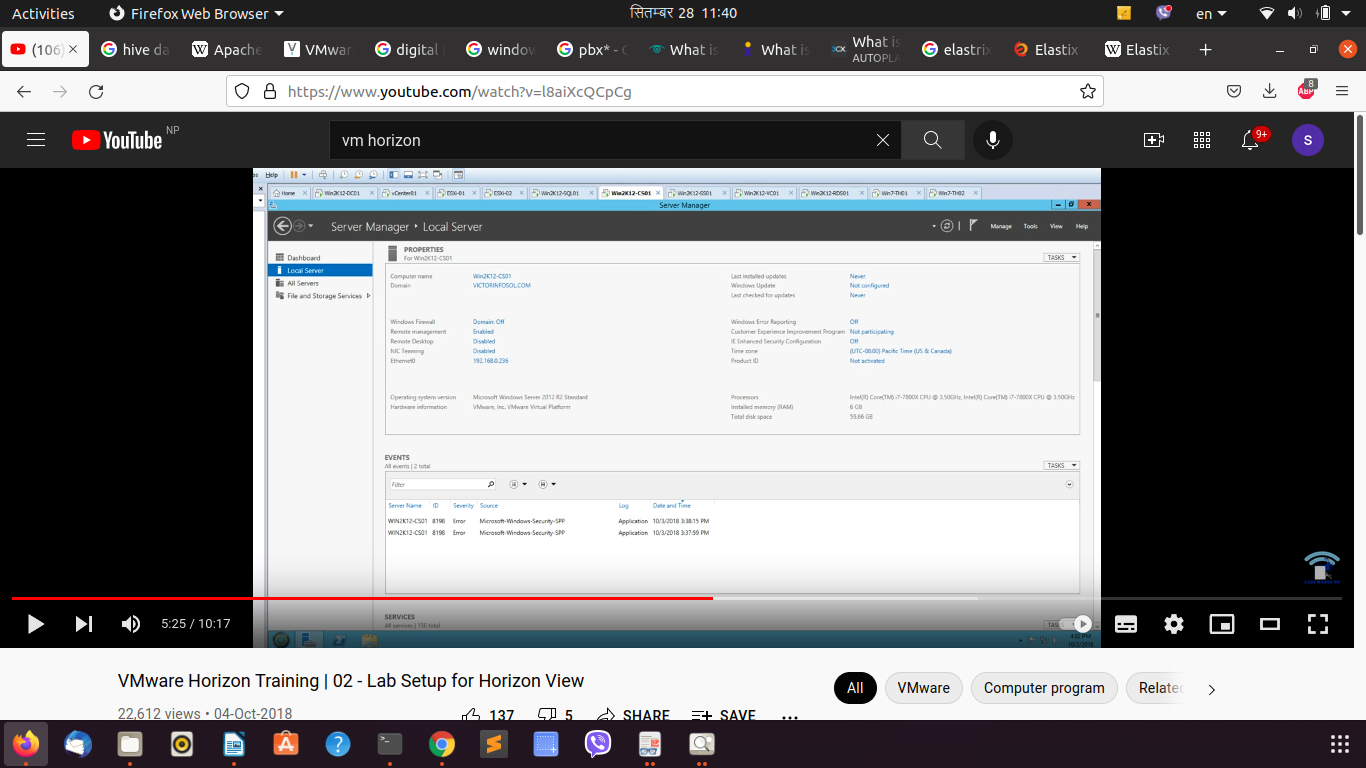 Activities
Firefox Web Browser
सितम्बर 28 11:40
en
(106)
hive da
Apache
VMwar
digital
window
pbx* - G
What is
What is
What is
AUTOPLA
elastrix
Elastix
Elastix
https://www.youtube.com/watch?v=l8aiXcQCpCg
ABP
8
YouTube
NP
vm horizon
9+
S
Help
Home
Win2K12-DC01
vCenter01
ESXi-01
ESXi-02
Win2K12-SQL01
Win2K12-CS01
Win2K12-SS01
Win2K12-VC01
Win2K12-RDS01
Win7-TH01
Win7-TH02
Server Manager
Server Manager • Local Server
Manage
Tools
View
Help
Dashboard
Local Server
All Servers
File and Storage Services
PROPERTIES
For Win2K12-CS01
TASKS
Computer name Win2K12-CS01
Domain VICTORINFOSOL.COM
Last installed updates Never
Windows Update Not configured
Last checked for updates Never
Windows Firewall Domain: Off
Remote management Enabled
Remote Desktop Disabled
NIC Teaming Disabled
Ethernet0 192.168.0.236
Windows Error Reporting Off
Customer Experience Improvement Program Not participating
IE Enhanced Security Configuration Off
Time zone (UTC-08:00) Pacific Time (US & Canada)
Product ID Not activated
Operating system version Microsoft Windows Server 2012 R2 Standard
Hardware information VMware, Inc. VMware Virtual Platform
Processors Intel(R) Core(TM) i7-7800X CPU @ 3.50GHz, Intel(R) Core(TM) i7-7800X CPU @ 3.50GHz
Installed memory (RAM) 6 GB
Total disk space 59.66 GB
EVENTS
All events | 2 total
TASKS
Filter
Server Name ID Severity Source Log Date and Time
WIN2K12-CS01 8198 Error Microsoft-Windows-Security-SPP Application 10/3/2018 3:38:15 PM
WIN2K12-CS01 8198 Error Microsoft-Windows-Security-SPP Application 10/3/2018 3:37:59 PM
SERVICES
All services | 156 total
5:25 / 10:17
4:02 PM
VMware Horizon Training | 02 - Lab Setup for Horizon View
22,612 views • 04-Oct-2018
137
5
SHARE
SAVE
All
VMware
Computer program
Related